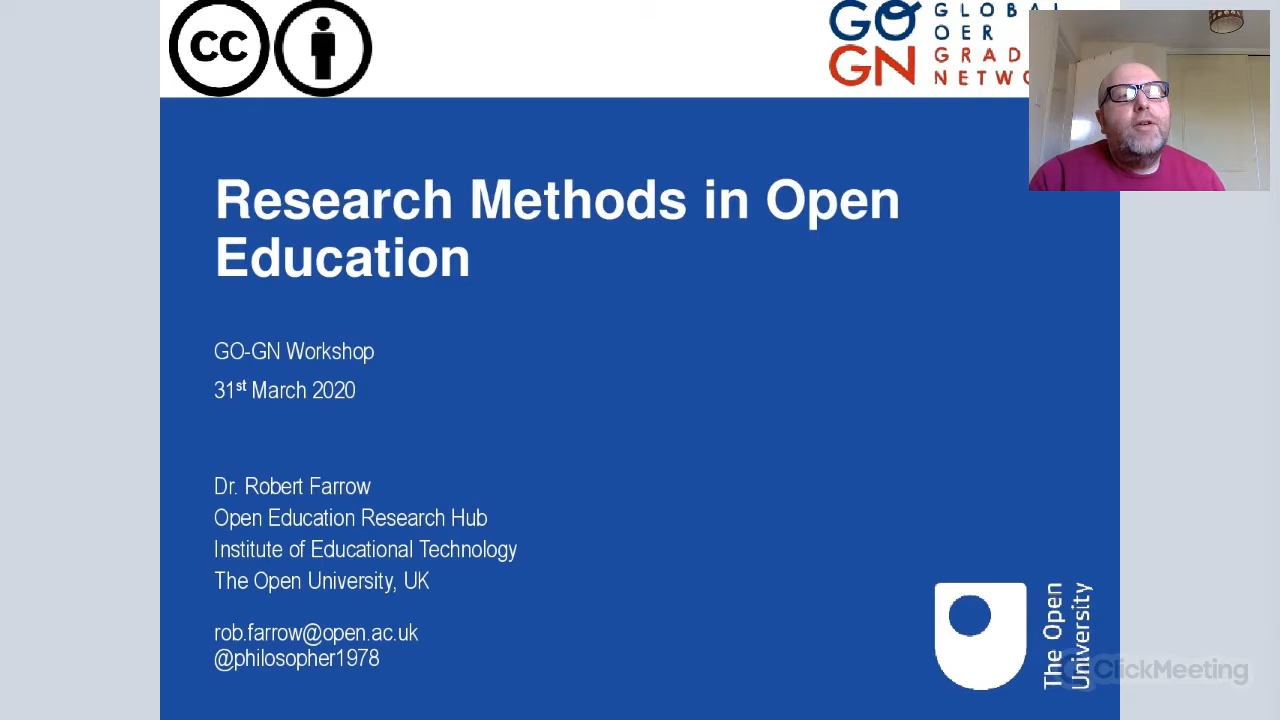 cc
GO GLOBAL
OER
GN GRAD
NETWO
Research Methods in Open
Education
GO-GN Workshop
31st March 2020
Dr. Robert Farrow
Open Education Research Hub
Institute of Educational Technology
The Open University, UK
rob.farrow@open.ac.uk
@philosopher1978
The Open
University
ClickMeeting